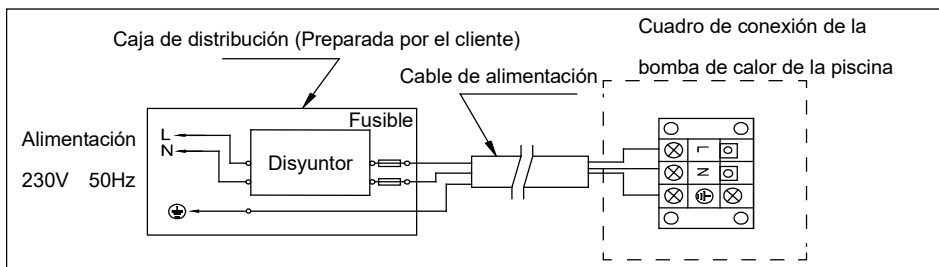 Caja de distribución (Preparada por el cliente)
Cuadro de conexión de la
bomba de calor de la piscina
Cable de alimentación
Fusible
Alimentación
230V 50Hz
L
N
Disyuntor
L
N